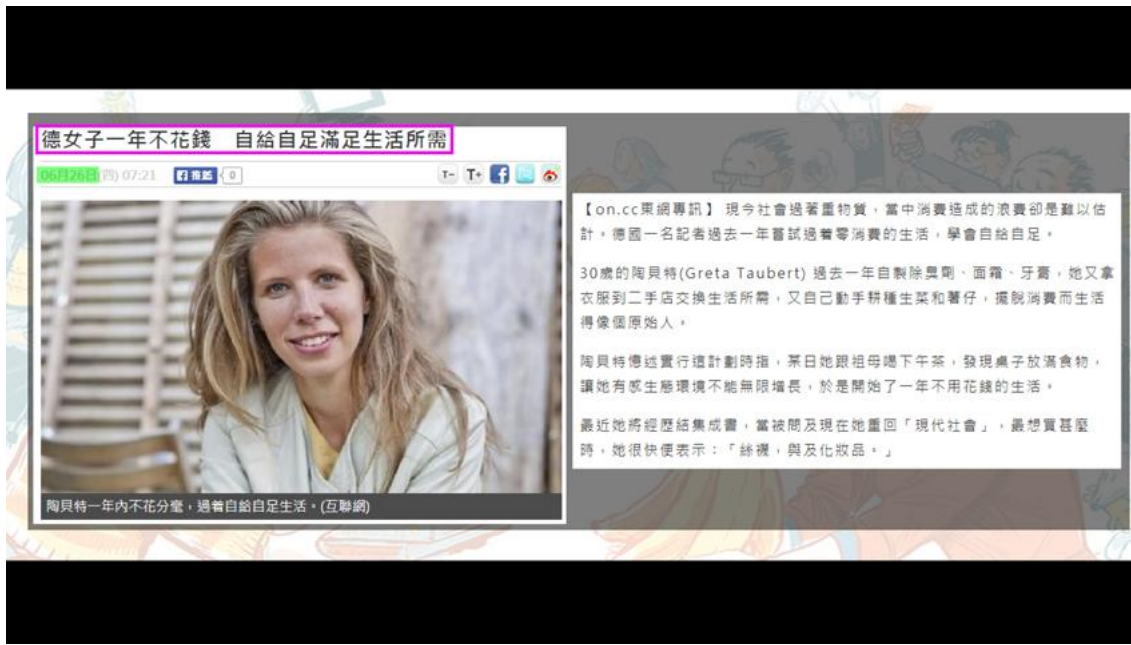 德女子一年不花錢　自給自足滿足生活所需
06月26日(四) 07:21 推薦 0 T- T+
【on.cc東網專訊】 現今社會過著重物質，當中消費造成的浪費卻是難以估
計。德國一名記者過去一年嘗試過着零消費的生活，學會自給自足。
30歲的陶貝特(Greta Taubert) 過去一年自製除臭劑、面霜、牙膏，她又拿
衣服到二手店交換生活所需，又自己動手耕種生菜和薯仔，擺脫消費而生活
得像個原始人。
陶貝特憶述實行這計劃時指，某日她跟祖母喝下午茶，發現桌子放滿食物，
讓她有感生態環境不能無限增長，於是開始了一年不用花錢的生活。
最近她將經歷結集成書，當被問及現在她重回「現代社會」，最想買甚麼
時，她很快便表示：「絲襪，與及化妝品。」
陶貝特一年內不花分毫，過着自給自足生活。(互聯網)